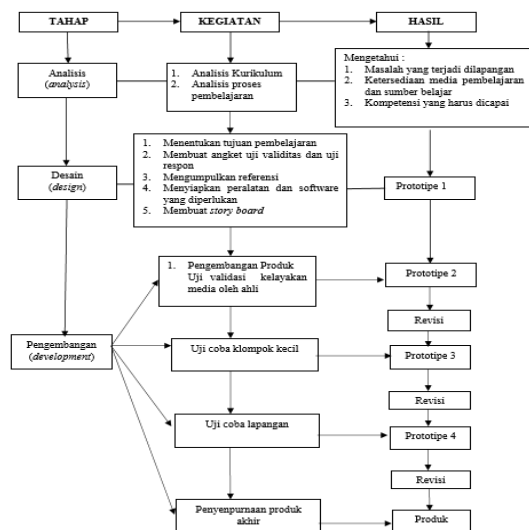 TAHAP
KEGIATAN
HASIL
Analisis
(analysis)
1. Analisis Kurikulum
2. Analisis proses
pembelajaran
Mengetahui :
1. Masalah yang terjadi dilapangan
2. Ketersediaan media pembelajaran
dan sumber belajar
3. Kompetensi yang harus dicapai
Desain
(design)
1. Menentukan tujuan pembelajaran
2. Membuat angket uji validitas dan uji
respon
3. Mengumpulkan referensi
4. Menyiapkan peralatan dan software
yang diperlukan
5. Membuat story board
Prototipe 1
Pengembangan
(development)
1. Pengembangan Produk
Uji validasi kelayakan
media oleh ahli
Prototipe 2
Revisi
Uji coba klompok kecil
Prototipe 3
Revisi
Uji coba lapangan
Prototipe 4
Revisi
Penyenpurnaan produk
akhir
Produk